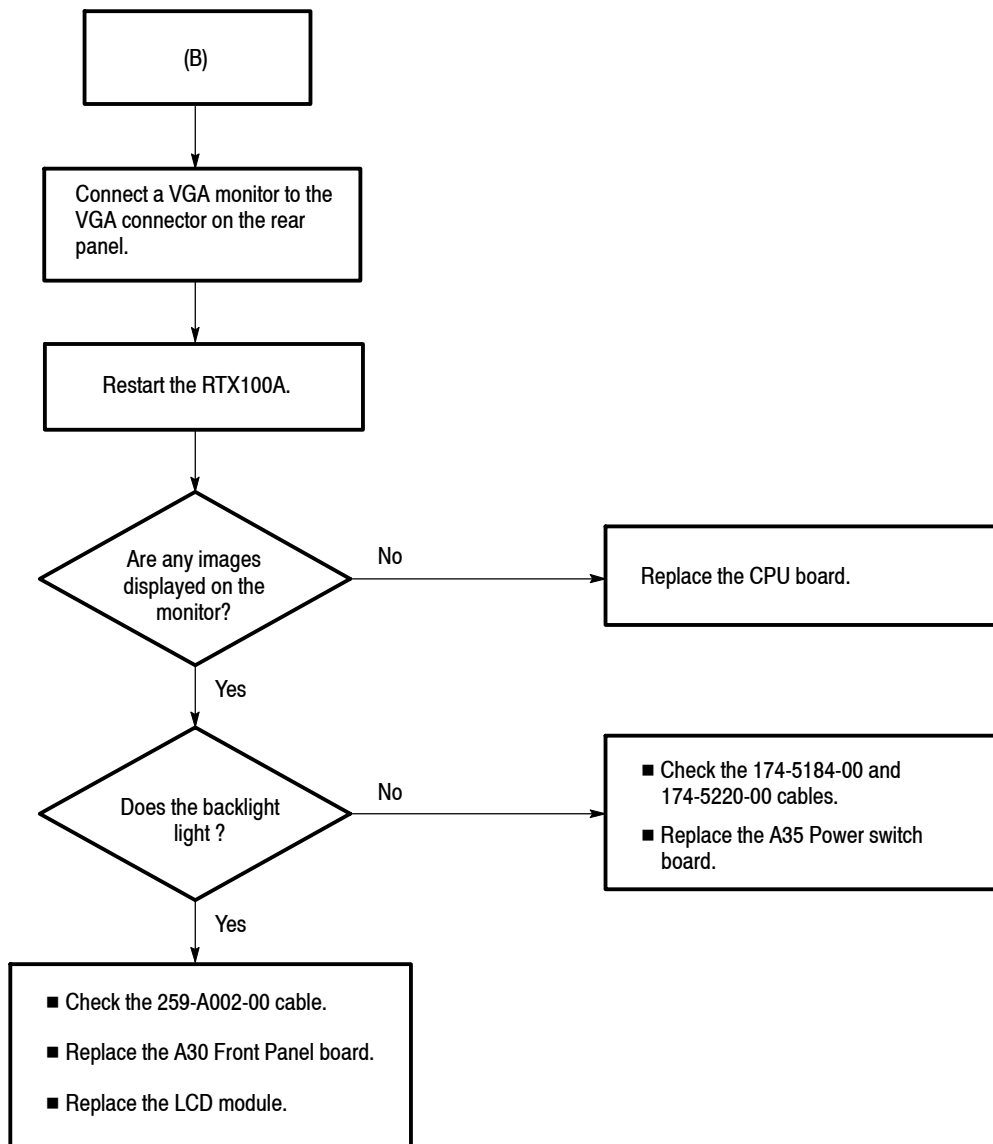 (B)
Connect a VGA monitor to the
VGA connector on the rear
panel.
Restart the RTX100A.
Are any images
displayed on the
monitor?
No
Replace the CPU board.
Yes
Does the backlight
light ?
No
■ Check the 174-5184-00 and
174-5220-00 cables.
■ Replace the A35 Power switch
board.
Yes
■ Check the 259-A002-00 cable.
■ Replace the A30 Front Panel board.
■ Replace the LCD module.